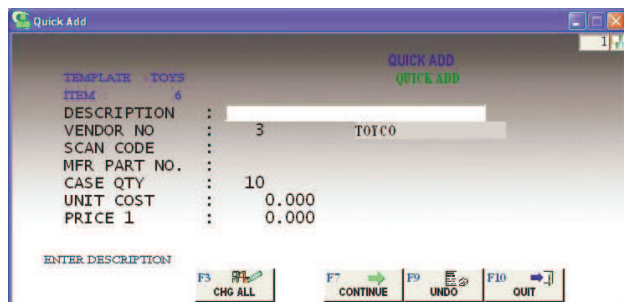 Quick Add
1
QUICK ADD
QUICK ADD
TEMPLATE : TOYS
ITEM : 6
DESCRIPTION :
VENDOR NO : 3 TOYCO
SCAN CODE :
MFR PART NO. :
CASE QTY : 10
UNIT COST : 0.000
PRICE 1 : 0.000
ENTER DESCRIPTION
F3 CHG ALL
F7 CONTINUE
F9 UNDO
F10 QUIT